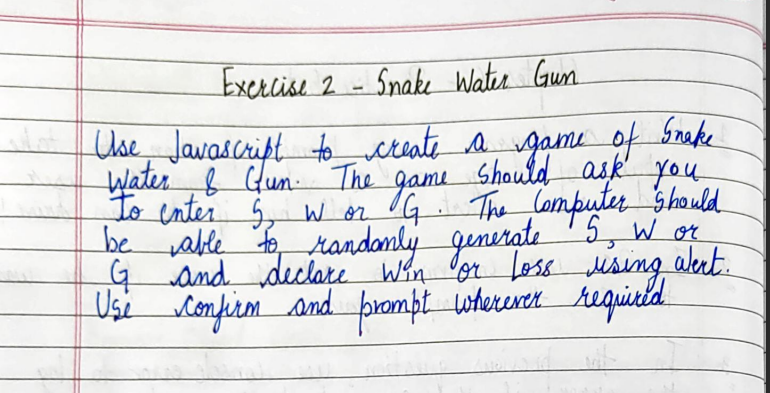 Exercise 2 - Snake Water Gun
Use Javascript to create a game of Snake
Water & Gun. The game should ask you
to enter S, W or G. The Computer should
be able to randomly generate S, W or
G and declare Win or Loss using alert.
Use confirm and prompt wherever required